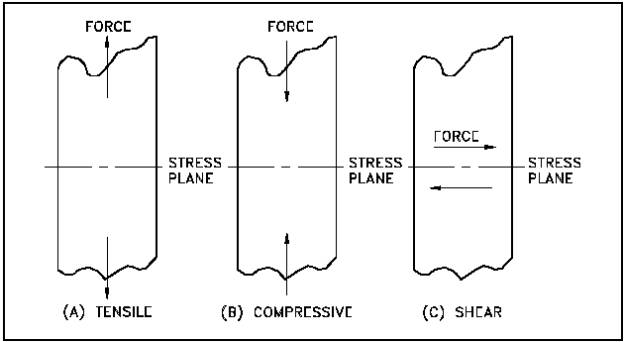 FORCE
FORCE
FORCE
STRESS
PLANE
STRESS
PLANE
STRESS
PLANE
(A) TENSILE
(B) COMPRESSIVE
(C) SHEAR